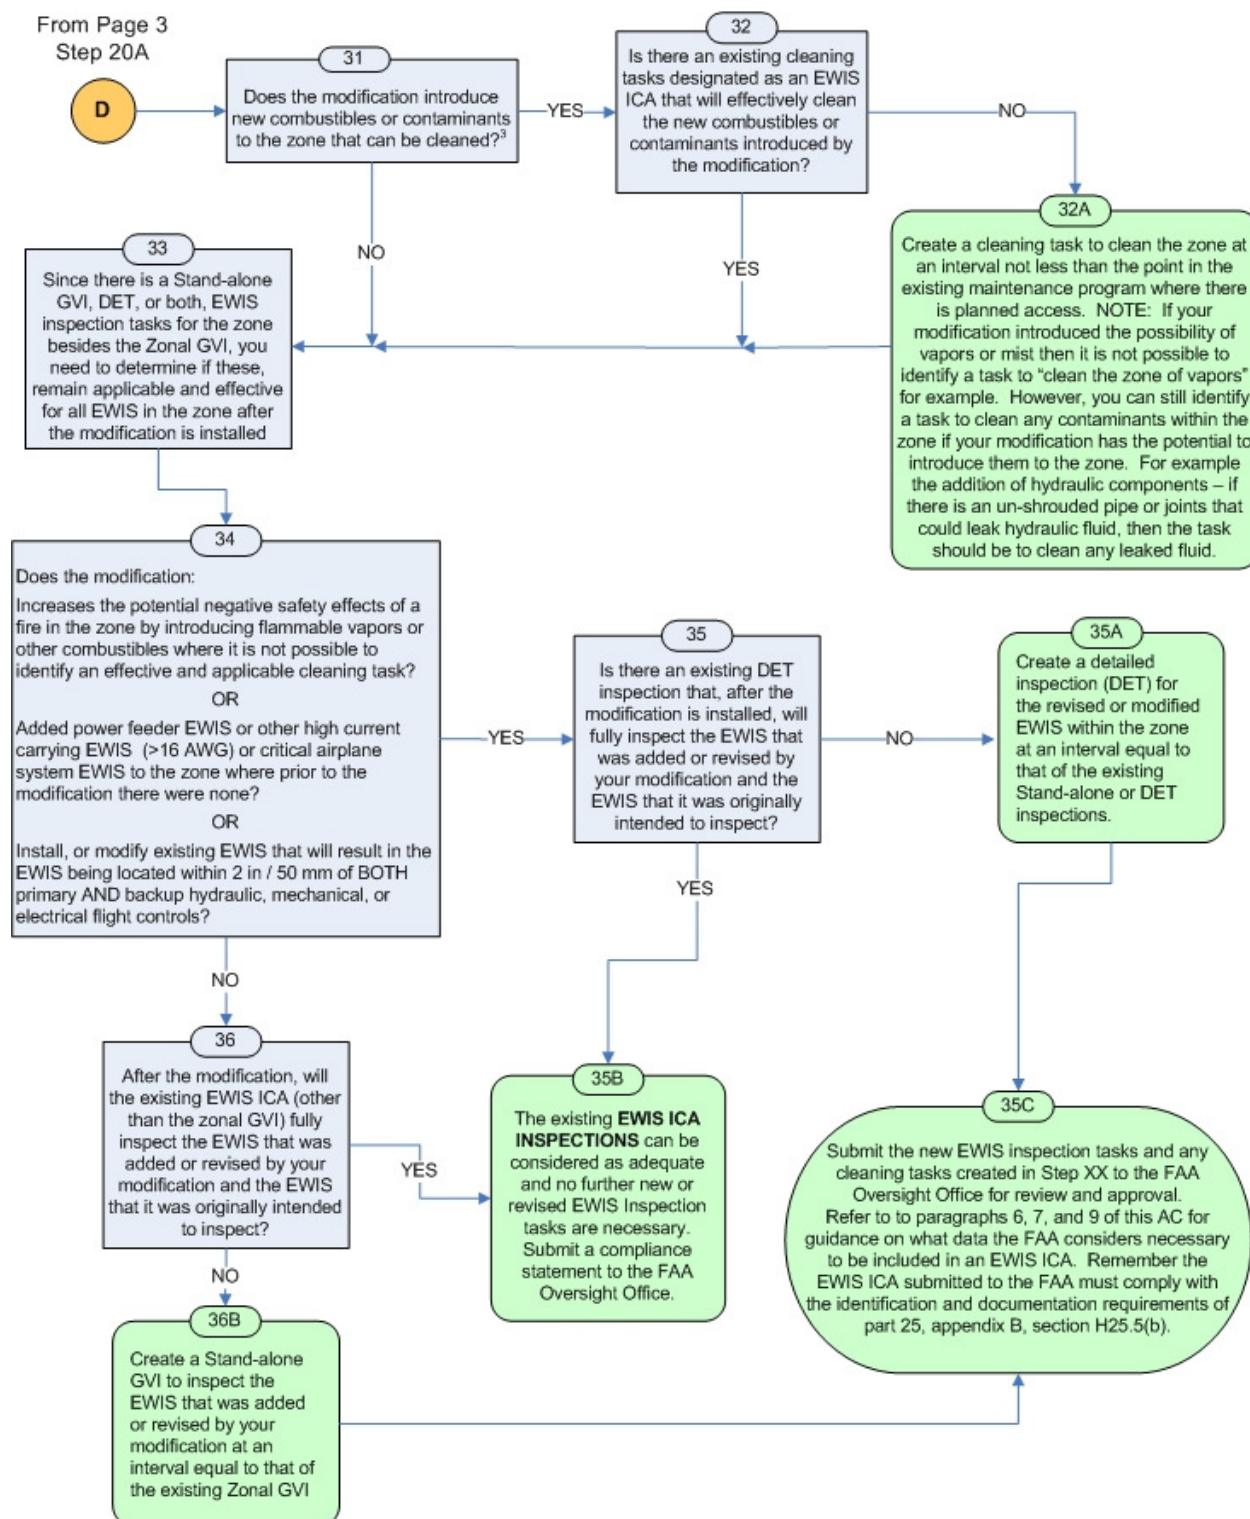 From Page 3
Step 20A
D
31
Does the modification introduce
new combustibles or contaminants
to the zone that can be cleaned?3
YES
NO
32
Is there an existing cleaning
tasks designated as an EWIS
ICA that will effectively clean
the new combustibles or
contaminants introduced by
the modification?
NO
YES
32A
Create a cleaning task to clean the zone at
an interval not less than the point in the
existing maintenance program where there
is planned access. NOTE: If your
modification introduced the possibility of
vapors or mist then it is not possible to
identify a task to “clean the zone of vapors”
for example. However, you can still identify
a task to clean any contaminants within the
zone if your modification has the potential to
introduce them to the zone. For example
the addition of hydraulic components – if
there is an un-shrouded pipe or joints that
could leak hydraulic fluid, then the task
should be to clean any leaked fluid.
33
Since there is a Stand-alone
GVI, DET, or both, EWIS
inspection tasks for the zone
besides the Zonal GVI, you
need to determine if these,
remain applicable and effective
for all EWIS in the zone after
the modification is installed
34
Does the modification:
Increases the potential negative safety effects of a
fire in the zone by introducing flammable vapors or
other combustibles where it is not possible to
identify an effective and applicable cleaning task?
OR
Added power feeder EWIS or other high current
carrying EWIS (>16 AWG) or critical airplane
system EWIS to the zone where prior to the
modification there were none?
OR
Install, or modify existing EWIS that will result in the
EWIS being located within 2 in / 50 mm of BOTH
primary AND backup hydraulic, mechanical, or
electrical flight controls?
YES
NO
35
Is there an existing DET
inspection that, after the
modification is installed, will
fully inspect the EWIS that
was added or revised by
your modification and the
EWIS that it was originally
intended to inspect?
NO
YES
35A
Create a detailed
inspection (DET) for
the revised or modified
EWIS within the zone
at an interval equal to
that of the existing
Stand-alone or DET
inspections.
36
After the modification, will
the existing EWIS ICA (other
than the zonal GVI) fully
inspect the EWIS that was
added or revised by your
modification and the EWIS
that it was originally intended
to inspect?
YES
NO
35B
The existing EWIS ICA
INSPECTIONS can be
considered as adequate
and no further new or
revised EWIS Inspection
tasks are necessary.
Submit a compliance
statement to the FAA
Oversight Office.
35C
Submit the new EWIS inspection tasks and any
cleaning tasks created in Step XX to the FAA
Oversight Office for review and approval.
Refer to to paragraphs 6, 7, and 9 of this AC for
guidance on what data the FAA considers necessary
to be included in an EWIS ICA. Remember the
EWIS ICA submitted to the FAA must comply with
the identification and documentation requirements of
part 25, appendix B, section H25.5(b).
36B
Create a Stand-alone
GVI to inspect the
EWIS that was added
or revised by your
modification at an
interval equal to that of
the existing Zonal GVI